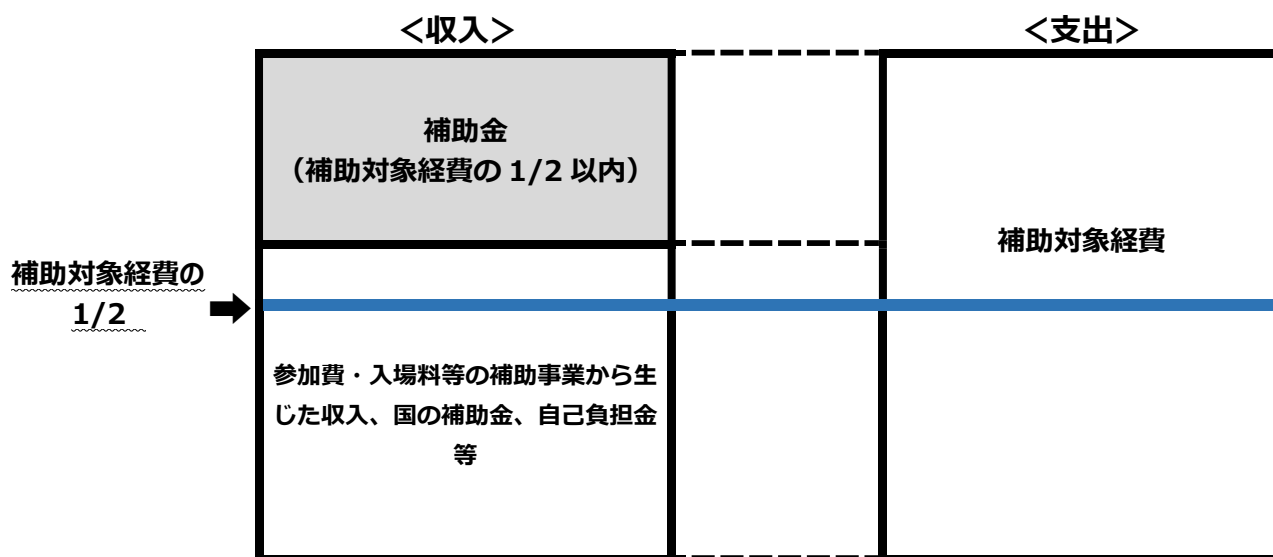 ＜収入＞
＜支出＞
補助金
（補助対象経費の 1/2 以内）
補助対象経費
補助対象経費の
1/2
参加費・入場料等の補助事業から生
じた収入、国の補助金、自己負担金
等